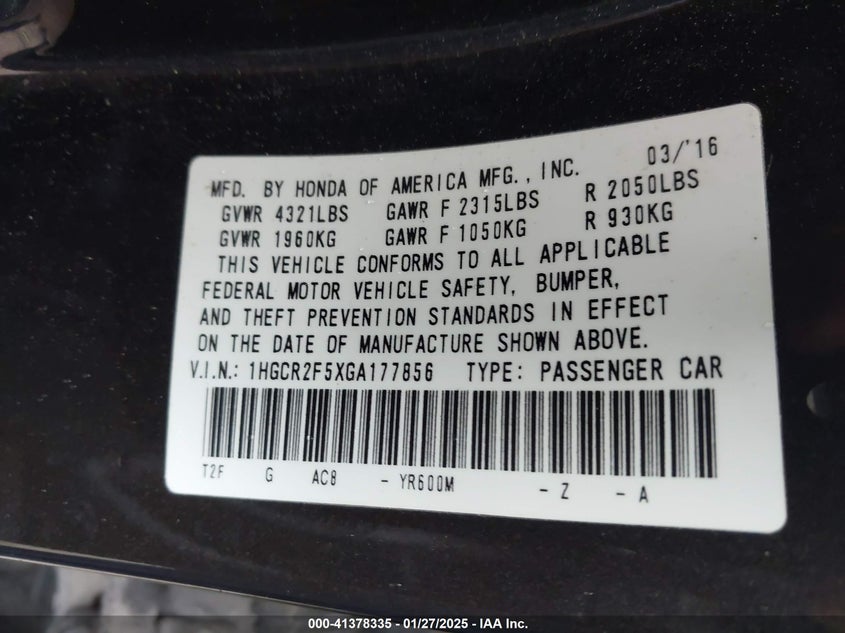 03/'16
MFD. BY HONDA OF AMERICA MFG., INC.
GVWR 4321LBS GAWR F 2315LBS R 2050LBS
GVWR 1960KG GAWR F 1050KG R 930KG
THIS VEHICLE CONFORMS TO ALL APPLICABLE
FEDERAL MOTOR VEHICLE SAFETY, BUMPER,
AND THEFT PREVENTION STANDARDS IN EFFECT
ON THE DATE OF MANUFACTURE SHOWN ABOVE.
V.I.N.: 1HGCR2F5XGA177856 TYPE: PASSENGER CAR
T2F G AC8 - YR600M - Z - A
000-41378335 - 01/27/2025 - IAA Inc.